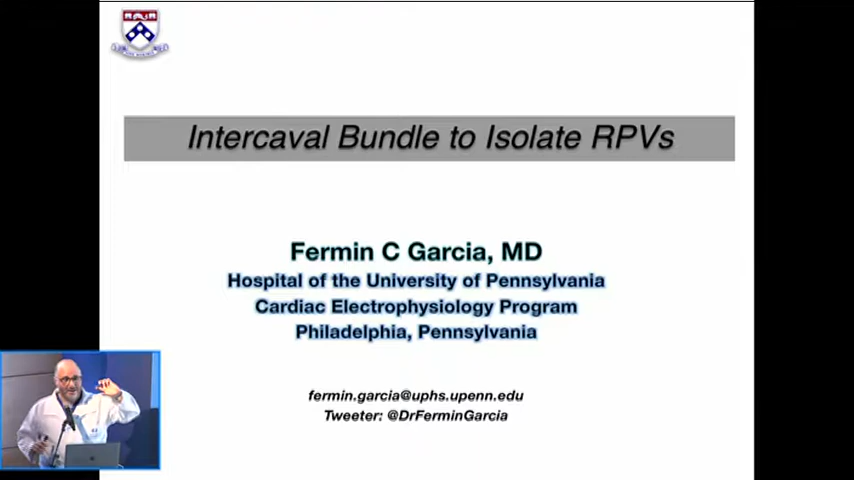 Intercaval Bundle to Isolate RPVs
Fermin C Garcia, MD
Hospital of the University of Pennsylvania
Cardiac Electrophysiology Program
Philadelphia, Pennsylvania
fermin.garcia@uphs.upenn.edu
Tweeter: @DrFerminGarcia